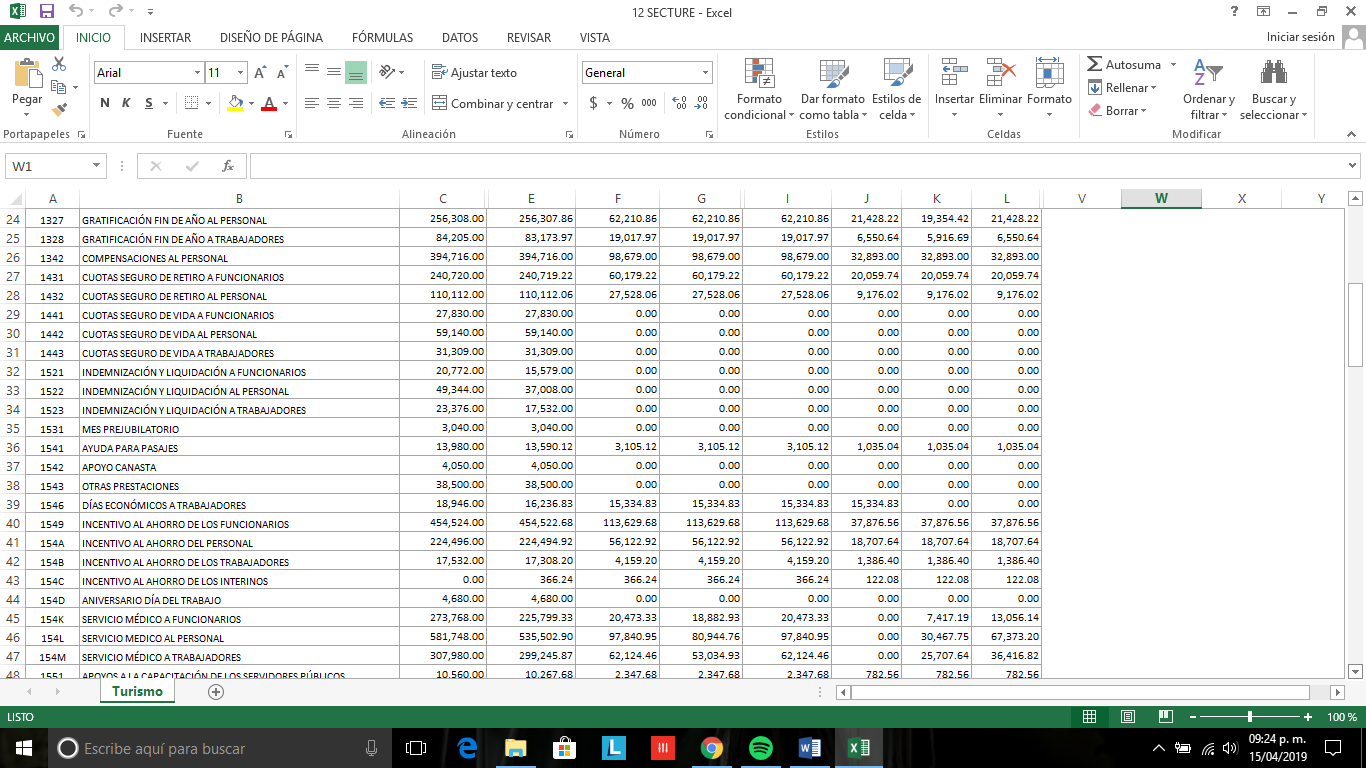 12 SECTURE - Excel
ARCHIVO INICIO INSERTAR DISEÑO DE PÁGINA FÓRMULAS DATOS REVISAR VISTA Iniciar sesión
Pegar
Portapapeles
Arial 11
N K S
Fuente
Ajustar texto
Combinar y centrar
Alineación
General
$ % 000
Número
Formato condicional
Dar formato como tabla
Estilos de celda
Estilos
Insertar Eliminar Formato
Celdas
Autosuma
Rellenar
Borrar
Ordenar y filtrar
Buscar y seleccionar
Modificar
W1 fx
A B C E F G I J K L V W X Y
24 1327 GRATIFICACIÓN FIN DE AÑO AL PERSONAL 256,308.00 256,307.86 62,210.86 62,210.86 62,210.86 21,428.22 19,354.42 21,428.22
25 1328 GRATIFICACIÓN FIN DE AÑO A TRABAJADORES 84,205.00 83,173.97 19,017.97 19,017.97 19,017.97 6,550.64 5,916.69 6,550.64
26 1342 COMPENSACIONES AL PERSONAL 394,716.00 394,716.00 98,679.00 98,679.00 98,679.00 32,893.00 32,893.00 32,893.00
27 1431 CUOTAS SEGURO DE RETIRO A FUNCIONARIOS 240,720.00 240,719.22 60,179.22 60,179.22 60,179.22 20,059.74 20,059.74 20,059.74
28 1432 CUOTAS SEGURO DE RETIRO AL PERSONAL 110,112.00 110,112.06 27,528.06 27,528.06 27,528.06 9,176.02 9,176.02 9,176.02
29 1441 CUOTAS SEGURO DE VIDA A FUNCIONARIOS 27,830.00 27,830.00 0.00 0.00 0.00 0.00 0.00 0.00
30 1442 CUOTAS SEGURO DE VIDA AL PERSONAL 59,140.00 59,140.00 0.00 0.00 0.00 0.00 0.00 0.00
31 1443 CUOTAS SEGURO DE VIDA A TRABAJADORES 31,309.00 31,309.00 0.00 0.00 0.00 0.00 0.00 0.00
32 1521 INDEMNIZACIÓN Y LIQUIDACIÓN A FUNCIONARIOS 20,772.00 15,579.00 0.00 0.00 0.00 0.00 0.00 0.00
33 1522 INDEMNIZACIÓN Y LIQUIDACIÓN AL PERSONAL 49,344.00 37,008.00 0.00 0.00 0.00 0.00 0.00 0.00
34 1523 INDEMNIZACIÓN Y LIQUIDACIÓN A TRABAJADORES 23,376.00 17,532.00 0.00 0.00 0.00 0.00 0.00 0.00
35 1531 MES PREJUBILATORIO 3,040.00 3,040.00 0.00 0.00 0.00 0.00 0.00 0.00
36 1541 AYUDA PARA PASAJES 13,980.00 13,590.12 3,105.12 3,105.12 3,105.12 1,035.04 1,035.04 1,035.04
37 1542 APOYO CANASTA 4,050.00 4,050.00 0.00 0.00 0.00 0.00 0.00 0.00
38 1543 OTRAS PRESTACIONES 38,500.00 38,500.00 0.00 0.00 0.00 0.00 0.00 0.00
39 1546 DÍAS ECONÓMICOS A TRABAJADORES 18,946.00 16,236.83 15,334.83 15,334.83 15,334.83 15,334.83 0.00 0.00
40 1549 INCENTIVO AL AHORRO DE LOS FUNCIONARIOS 454,524.00 454,522.68 113,629.68 113,629.68 113,629.68 37,876.56 37,876.56 37,876.56
41 154A INCENTIVO AL AHORRO DEL PERSONAL 224,496.00 224,494.92 56,122.92 56,122.92 56,122.92 18,707.64 18,707.64 18,707.64
42 154B INCENTIVO AL AHORRO DE LOS TRABAJADORES 17,532.00 17,308.20 4,159.20 4,159.20 4,159.20 1,386.40 1,386.40 1,386.40
43 154C INCENTIVO AL AHORRO DE LOS INTERINOS 0.00 366.24 366.24 366.24 366.24 122.08 122.08 122.08
44 154D ANIVERSARIO DÍA DEL TRABAJO 4,680.00 4,680.00 0.00 0.00 0.00 0.00 0.00 0.00
45 154K SERVICIO MÉDICO A FUNCIONARIOS 273,768.00 225,799.33 20,473.33 18,882.93 20,473.33 0.00 7,417.19 13,056.14
46 154L SERVICIO MEDICO AL PERSONAL 581,748.00 535,502.90 97,840.95 80,944.76 97,840.95 0.00 30,467.75 67,373.20
47 154M SERVICIO MÉDICO A TRABAJADORES 307,980.00 299,245.87 62,124.46 53,034.93 62,124.46 0.00 25,707.64 36,416.82
48 1551 APOYOS A LA CAPACITACIÓN DE LOS SERVIDORES PÚBLICOS 10,560.00 10,267.68 2,347.68 2,347.68 2,347.68 782.56 782.56 782.56
Turismo
LISTO 100 %
Escribe aquí para buscar
09:24 p. m.
15/04/2019